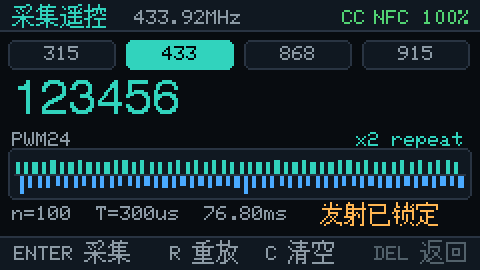 采集遥控 433.92MHz CC NFC 100%
315 433 868 915
123456
PWM24 x2 repeat
n=100 T=300us 76.80ms 发射已锁定
ENTER 采集 R 重放 C 清空 DEL 返回